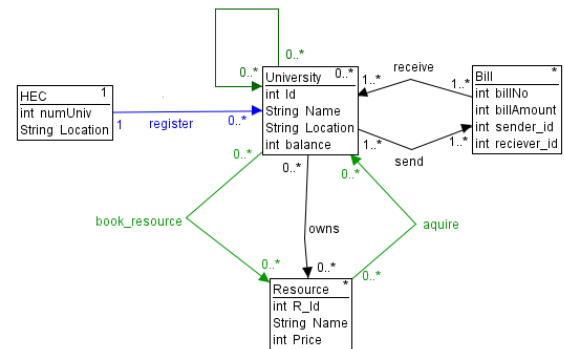 0..*
0..*
HEC 1
int numUniv
String Location
1
register
0..*
University 0..*
int Id
String Name
String Location
int balance
receive
1..*
1..*
Bill *
int billNo
int billAmount
int sender_id
int reciever_id
1..*
1..*
send
0..*
0..*
0..*
book_resource
owns
aquire
0..*
0..*
0..*
Resource *
int R_Id
String Name
int Price